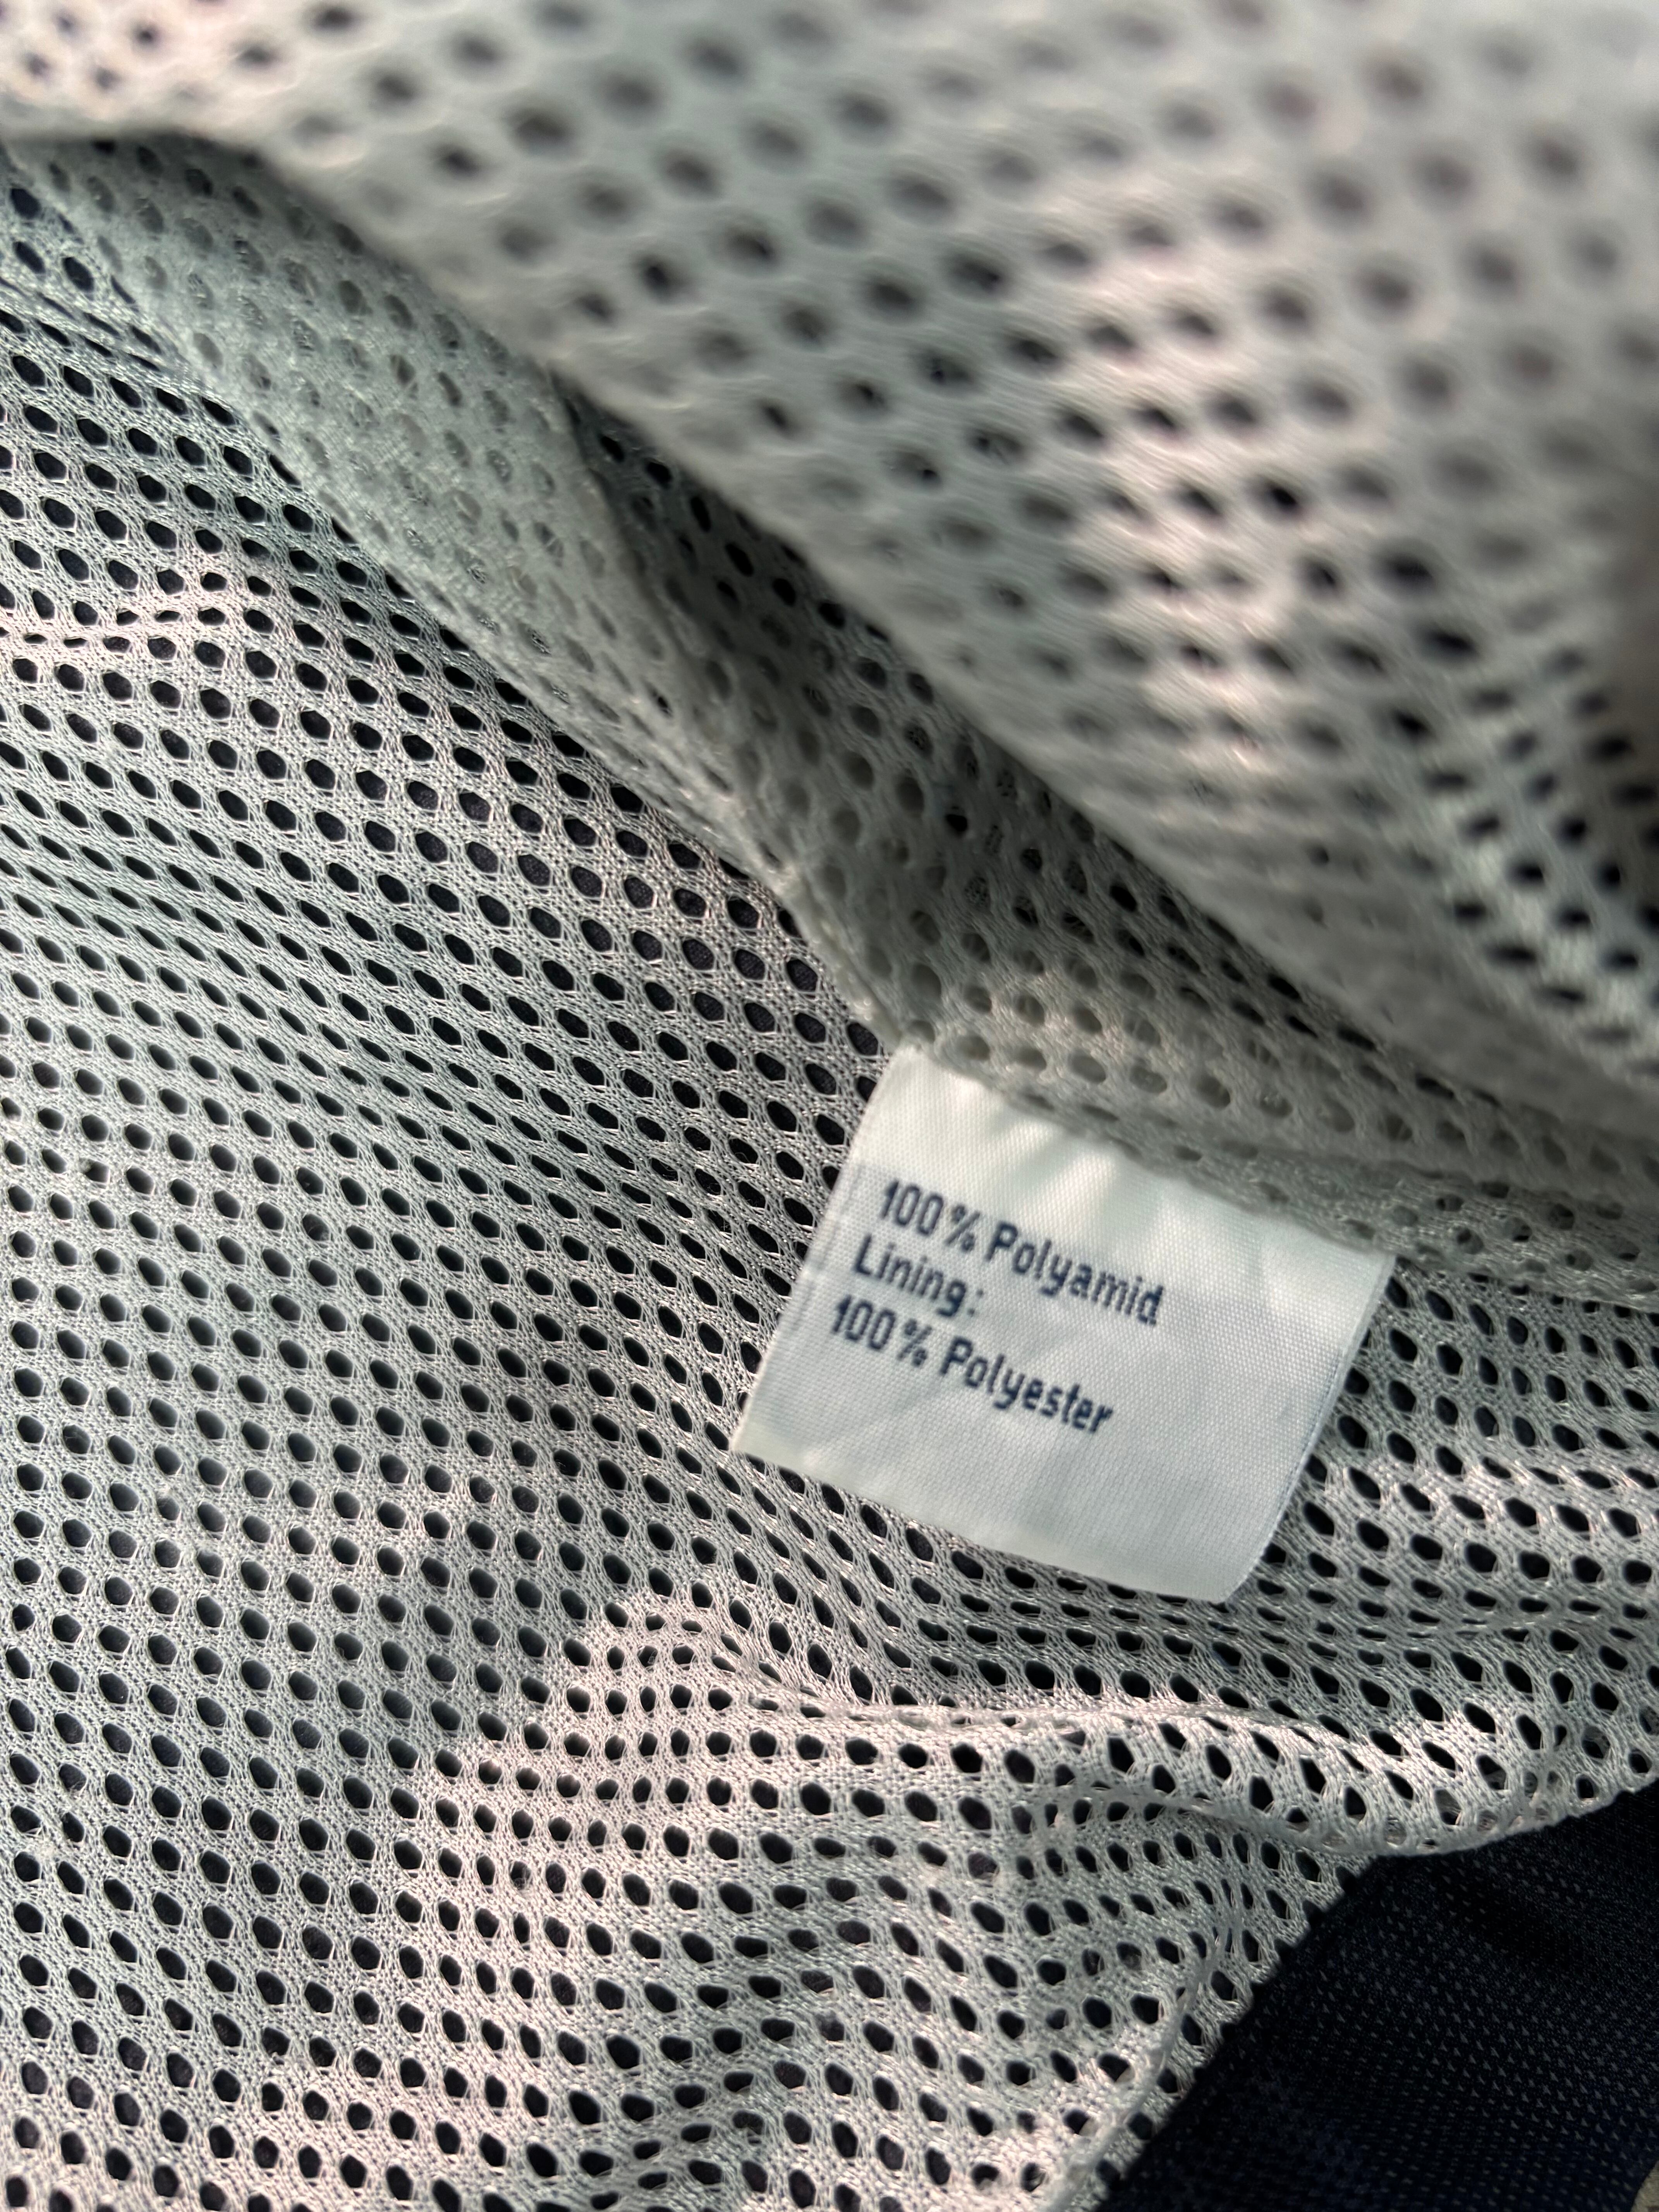 100% Polyamid
Lining:
100% Polyester